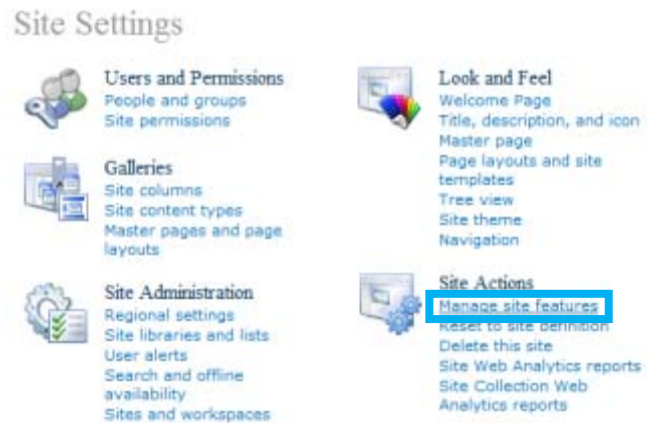 Site Settings
Users and Permissions
People and groups
Site permissions
Galleries
Site columns
Site content types
Master pages and page
layouts
Site Administration
Regional settings
Site libraries and lists
User alerts
Search and offline
availability
Sites and workspaces
Look and Feel
Welcome Page
Title, description, and icon
Master page
Page layouts and site
templates
Tree view
Site theme
Navigation
Site Actions
Manage site features
Reset to site definition
Delete this site
Site Web Analytics reports
Site Collection Web
Analytics reports